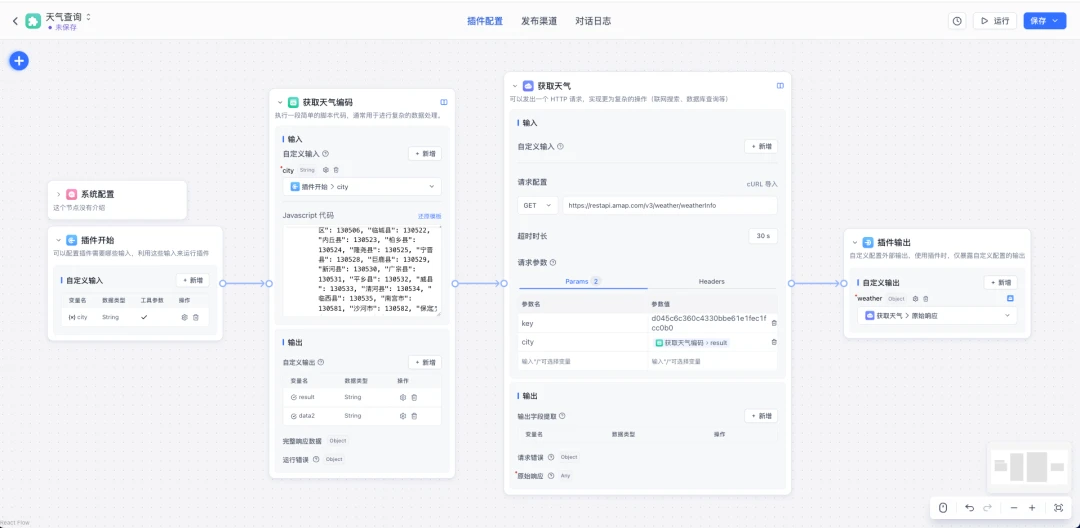 天气查询
未保存
插件配置
发布渠道
对话日志
运行
保存
系统配置
这个节点没有介绍
插件开始
可以配置插件需要哪些输入，利用这些输入来运行插件
自定义输入
+ 新增
变量名 数据类型 工具参数 操作
city String
获取天气编码
执行一段简单的脚本代码，通常用于进行复杂的数据处理。
输入
自定义输入
+ 新增
*city String
插件开始 > city
Javascript 代码
还原模板
区": 130506, "临城县": 130522,
"内丘县": 130523, "柏乡县":
130524, "隆尧县": 130525, "宁晋
县": 130528, "巨鹿县": 130529,
"新河县": 130530, "广宗县":
130531, "平乡县": 130532, "威县
": 130533, "清河县": 130534, "
临西县": 130535, "南宫市":
130581, "沙河市": 130582, "保定
输出
自定义输出
+ 新增
变量名 数据类型 操作
result String
data2 String
完整响应数据 Object
运行错误 Object
获取天气
可以发出一个 HTTP 请求，实现更为复杂的操作（联网搜索、数据库查询等）
输入
自定义输入
+ 新增
请求配置
cURL 导入
GET
https://restapi.amap.com/v3/weather/weatherInfo
超时时长
30 s
请求参数
Params 2
Headers
参数名 参数值
key d045c6c360c4330bbe61e1fec1f
cc0b0
city 获取天气编码 > result
输入"/"可选择变量 输入"/"可选择变量
输出
输出字段提取
+ 新增
变量名 数据类型 操作
请求错误 Object
*原始响应 Any
插件输出
自定义配置外部输出，使用插件时，仅暴露自定义配置的输出
自定义输出
+ 新增
*weather Object
获取天气 > 原始响应
React Flow